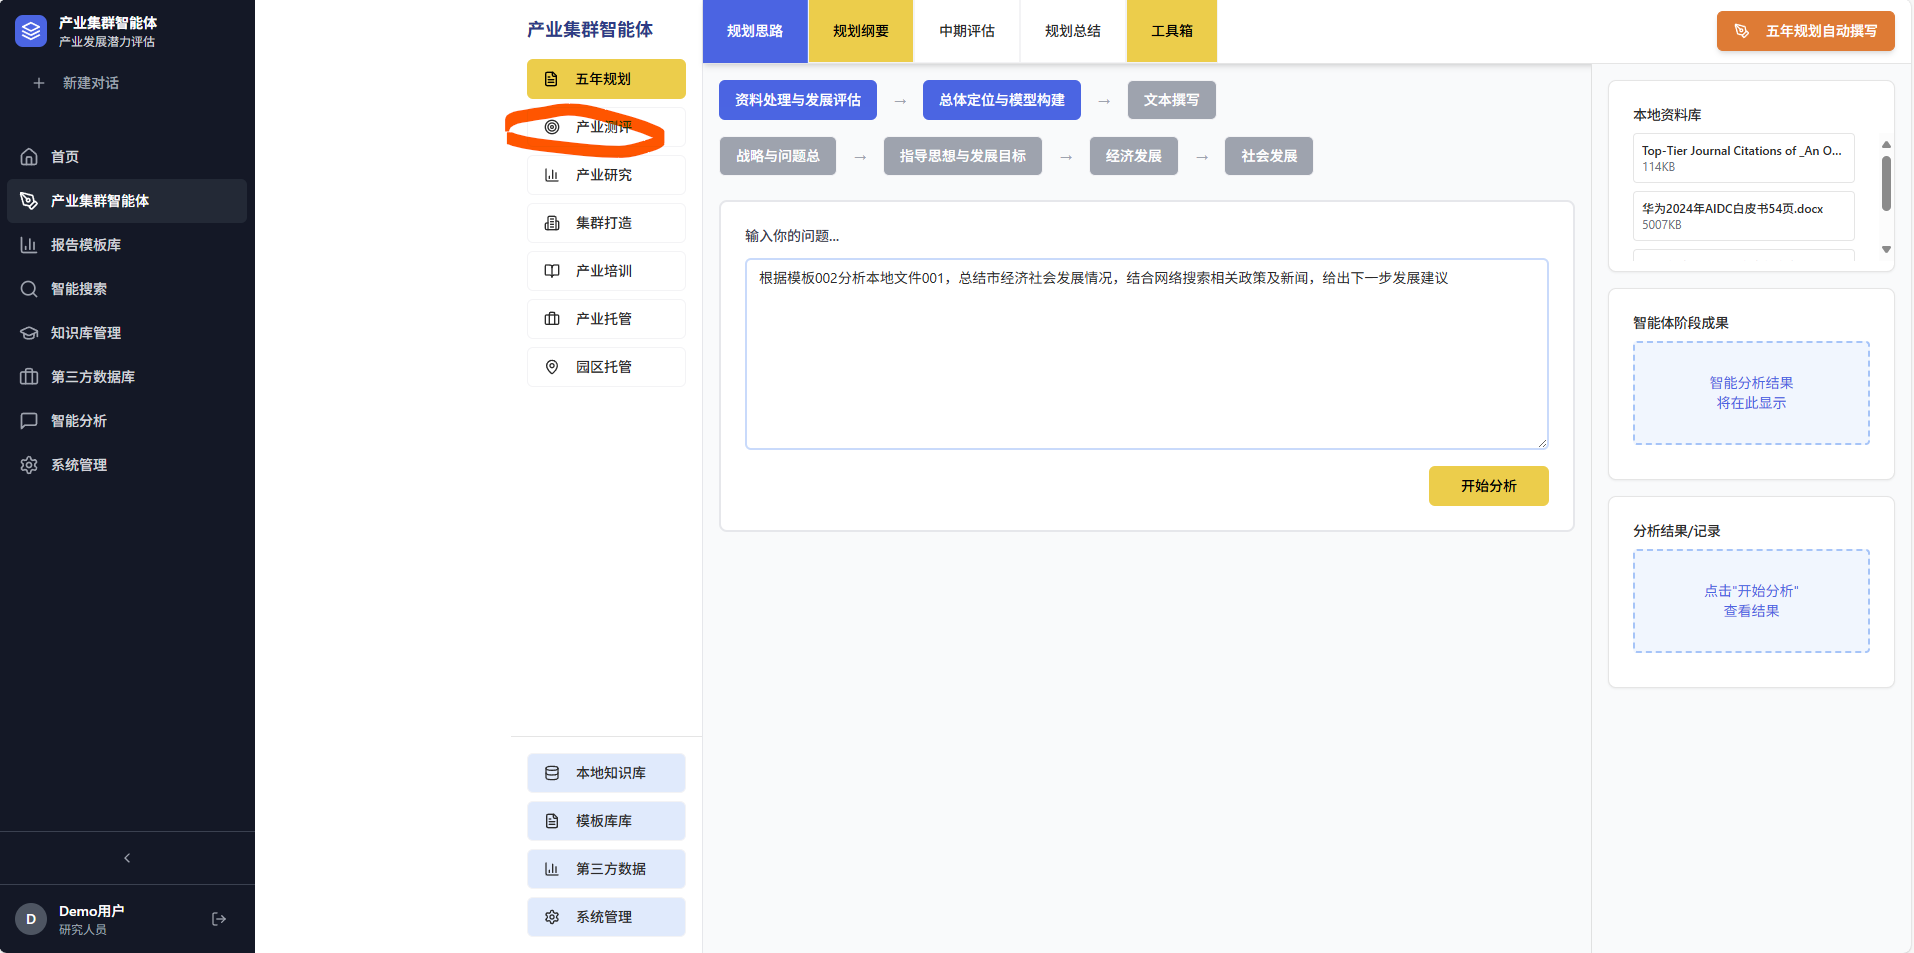 产业集群智能体
产业发展潜力评估
新建对话
首页
产业集群智能体
报告模板库
智能搜索
知识库管理
第三方数据库
智能分析
系统管理
D
Demo用户
研究人员
产业集群智能体
五年规划
产业测评
产业研究
集群打造
产业培训
产业托管
园区托管
本地知识库
模板库库
第三方数据
系统管理
规划思路
规划纲要
中期评估
规划总结
工具箱
五年规划自动撰写
资料处理与发展评估 → 总体定位与模型构建 → 文本撰写
战略与问题总 → 指导思想与发展目标 → 经济发展 → 社会发展
输入你的问题...
根据模板002分析本地文件001，总结市经济社会发展情况，结合网络搜索相关政策及新闻，给出下一步发展建议
开始分析
本地资料库
Top-Tier Journal Citations of _An O...
114KB
华为2024年AIDC白皮书54页.docx
5007KB
智能体阶段成果
智能分析结果
将在此显示
分析结果/记录
点击"开始分析"
查看结果